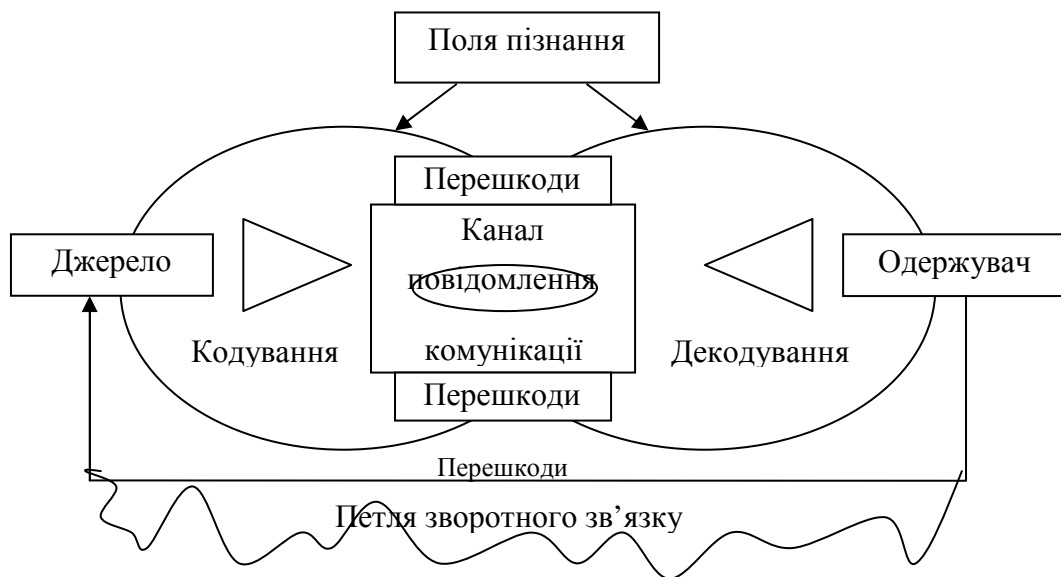 Поля пізнання
Перешкоди
Канал
Джерело
повідомлення
Одержувач
Кодування
комунікації
Декодування
Перешкоди
Перешкоди
Петля зворотного зв’язку